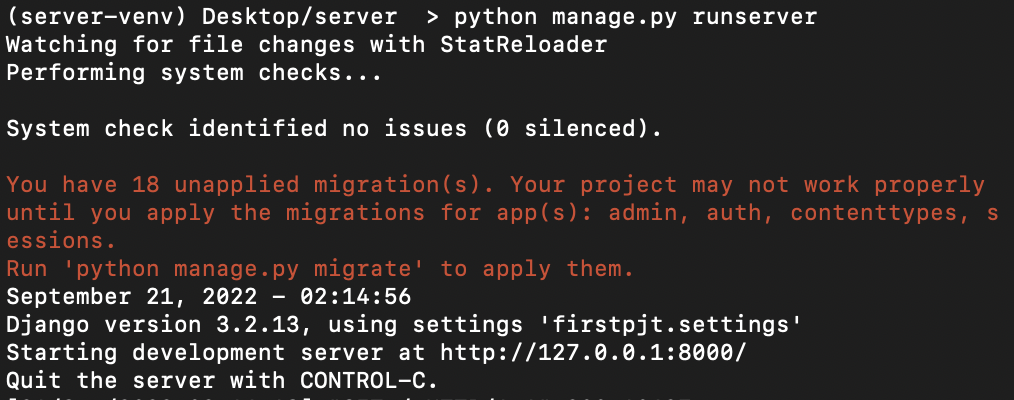 (server-venv) Desktop/server  > python manage.py runserver
Watching for file changes with StatReloader
Performing system checks...
System check identified no issues (0 silenced).
You have 18 unapplied migration(s). Your project may not work properly
until you apply the migrations for app(s): admin, auth, contenttypes, s
essions.
Run 'python manage.py migrate' to apply them.
September 21, 2022 - 02:14:56
Django version 3.2.13, using settings 'firstpjt.settings'
Starting development server at http://127.0.0.1:8000/
Quit the server with CONTROL-C.